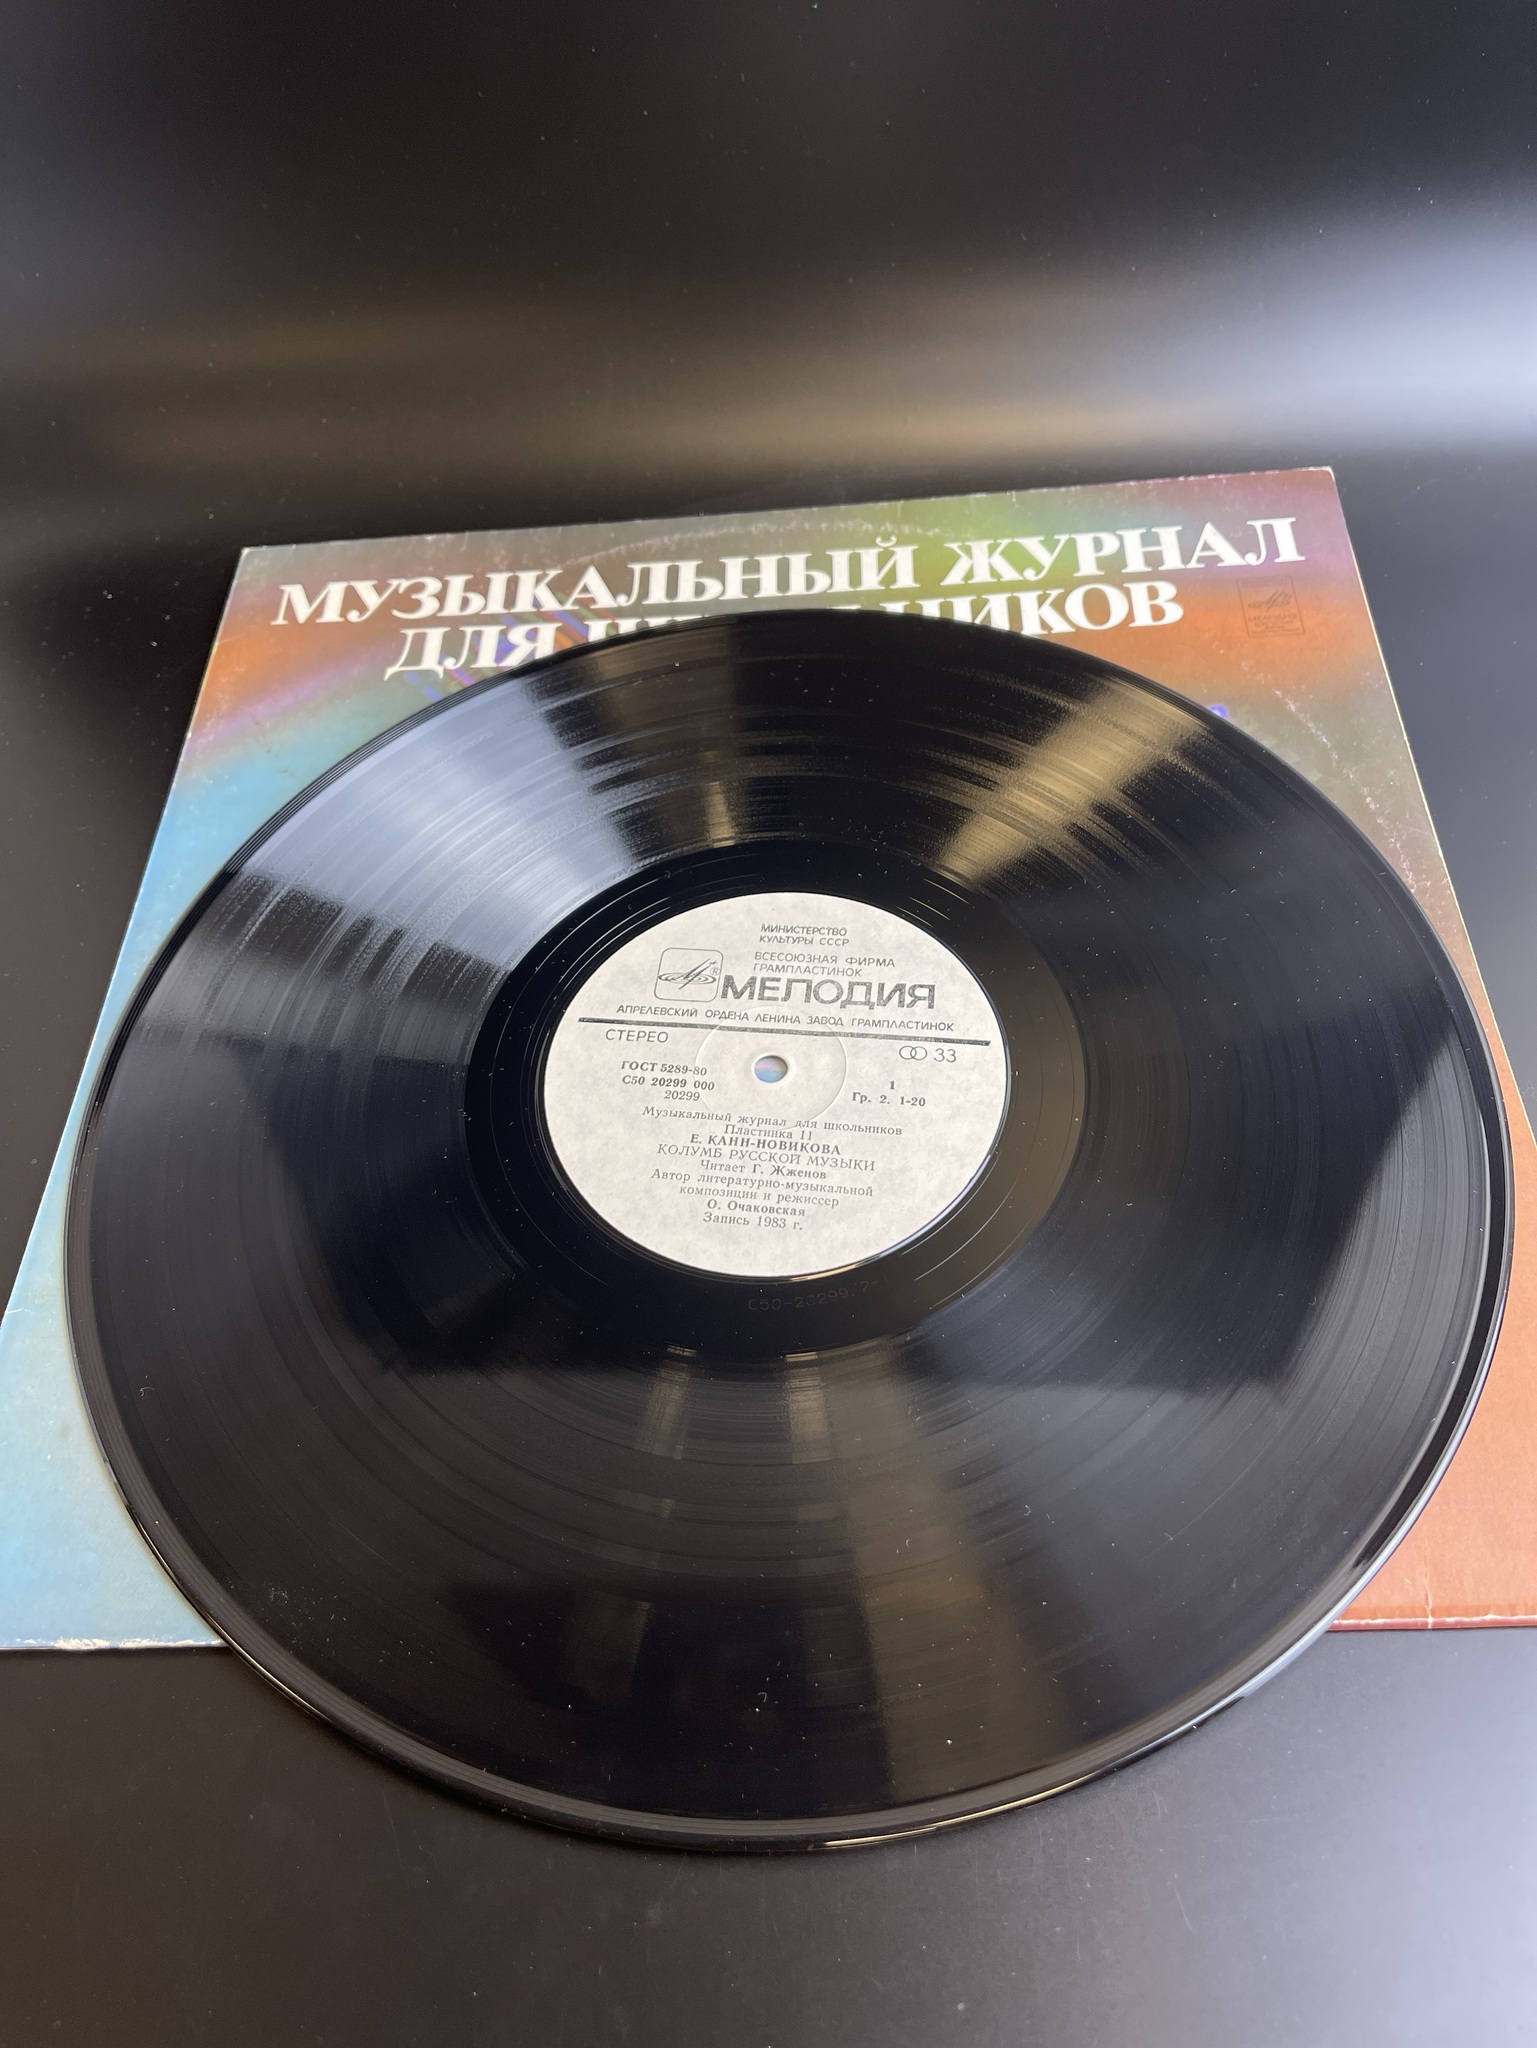 МУЗЫКАЛЬНЫЙ ЖУРНАЛ
ДЛЯ
МИНИСТЕРСТВО
КУЛЬТУРЫ СССР
ВСЕСОЮЗНАЯ ФИРМА
ГРАМПЛАСТИНОК
МЕЛОДИЯ
АПРЕЛЕВСКИЙ ОРДЕНА ЛЕНИНА ЗАВОД ГРАМПЛАСТИНОК
СТЕРЕО
33
ГОСТ 5289-80
С50 20299 000
20299
1
Гр. 2. 1-20
Музыкальный журнал для школьников
Пластинка 11
Е. КАНН-НОВИКОВА
КОЛУМБ РУССКОЙ МУЗЫКИ
Читает Г. Жженов
Автор литературно-музыкальной
композиции и режиссер
О. Очаковская
Запись 1983 г.